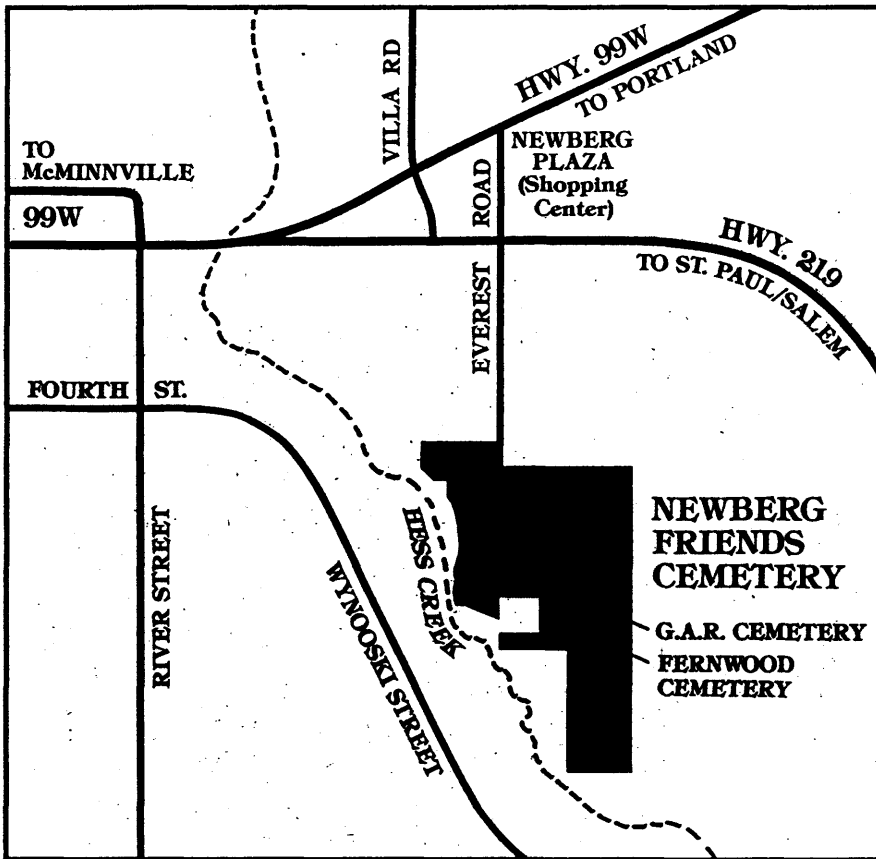 VILLA RD
HWY. 99W
TO PORTLAND
TO
McMINNVILLE
99W
NEWBERG
PLAZA
(Shopping
Center)
EVEREST ROAD
HWY. 219
TO ST. PAUL/SALEM
FOURTH ST.
RIVER STREET
WYNOOSKI STREET
HESS CREEK
NEWBERG
FRIENDS
CEMETERY
G.A.R. CEMETERY
FERNWOOD
CEMETERY